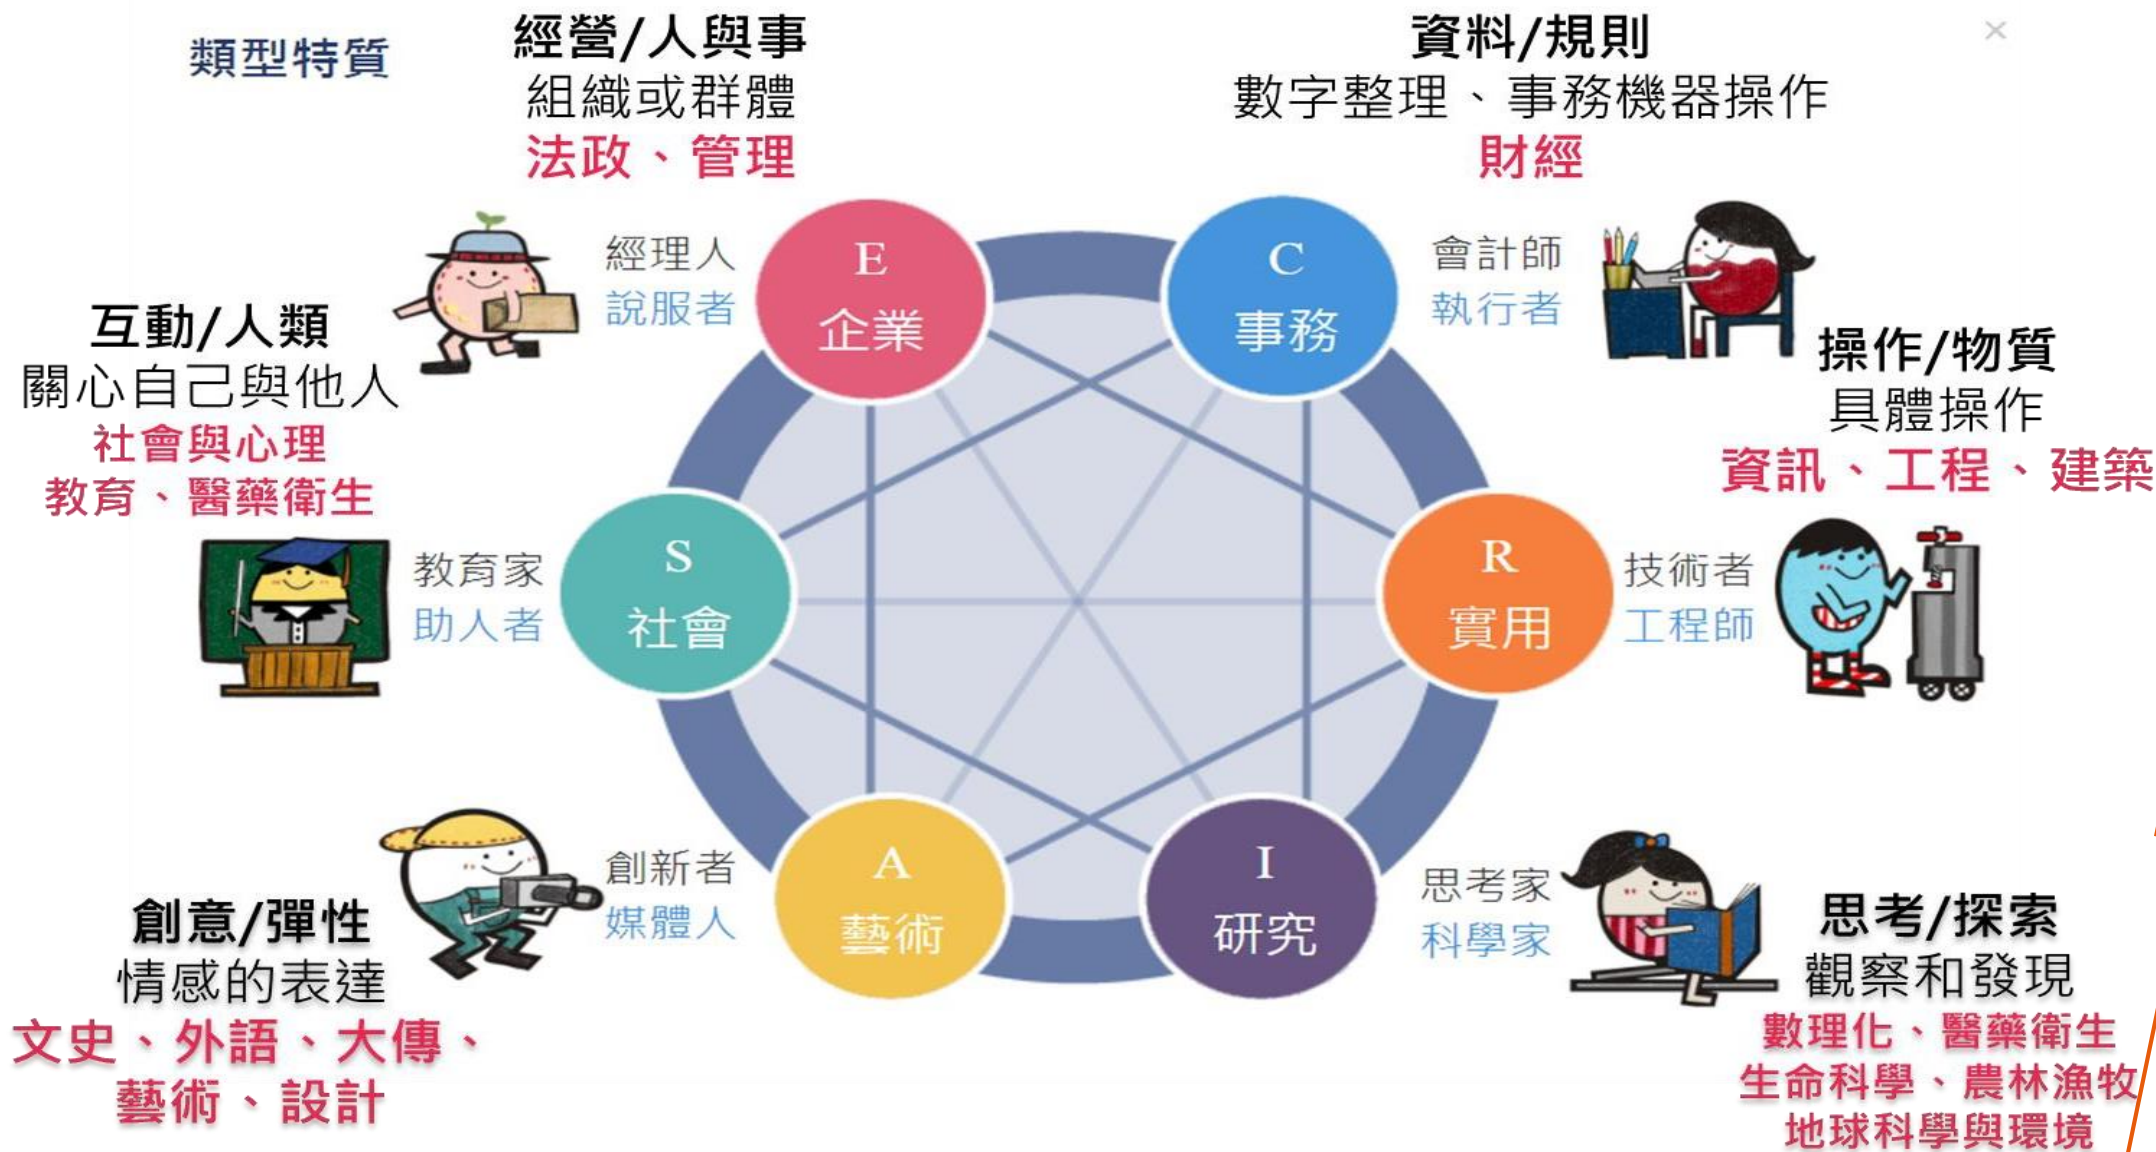 類型特質
經營/人與事
組織或群體
法政、管理
資料/規則
數字整理、事務機器操作
財經
經理人
說服者
E
企業
C
事務
會計師
執行者
互動/人類
關心自己與他人
社會與心理
教育、醫藥衛生
操作/物質
具體操作
資訊、工程、建築
教育家
助人者
S
社會
R
實用
技術者
工程師
創意/彈性
情感的表達
文史、外語、大傳、
藝術、設計
創新者
媒體人
A
藝術
I
研究
思考家
科學家
思考/探索
觀察和發現
數理化、醫藥衛生
生命科學、農林漁牧
地球科學與環境